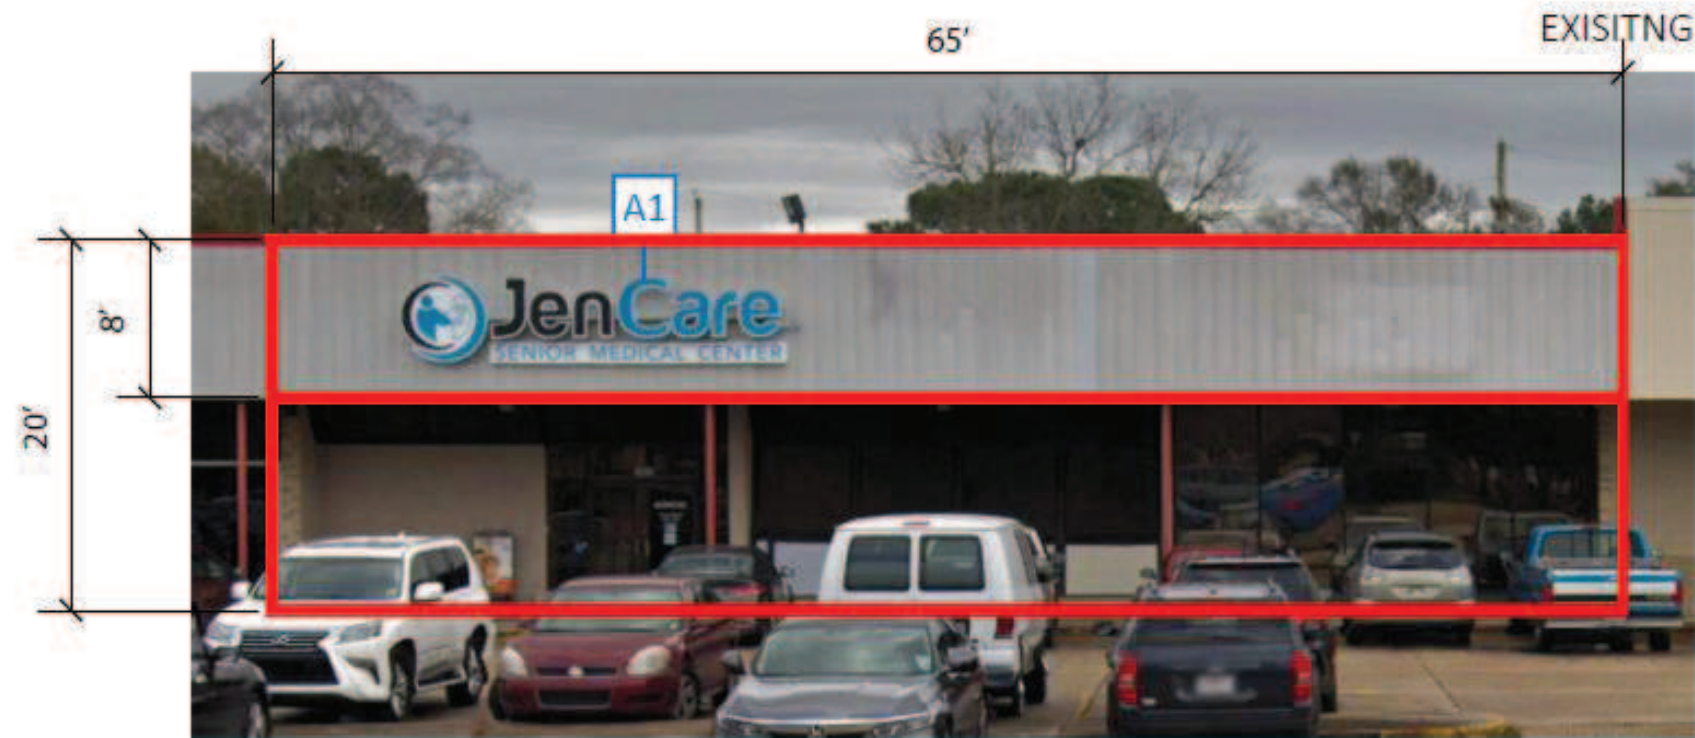 65'
EXISITNG
A1
8'
20'
JenCare
SENIOR MEDICAL CENTER